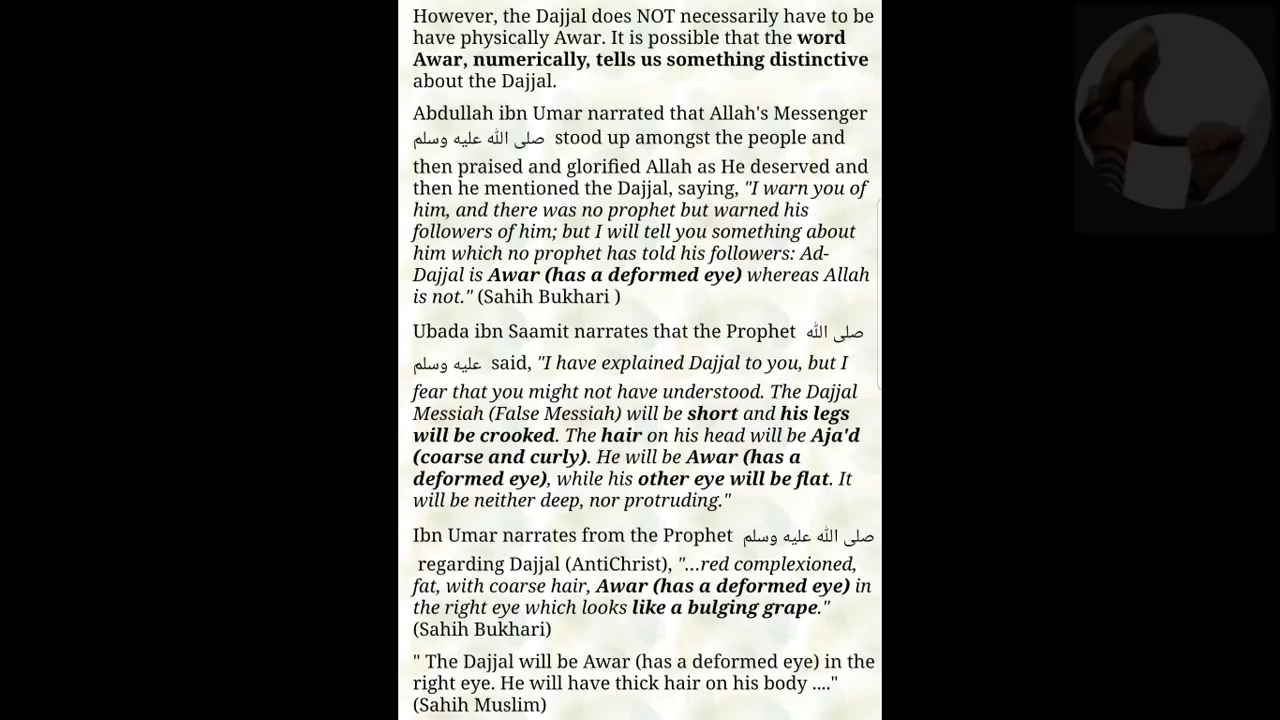 However, the Dajjal does NOT necessarily have to be
have physically Awar. It is possible that the word
Awar, numerically, tells us something distinctive
about the Dajjal.
Abdullah ibn Umar narrated that Allah's Messenger
صلى الله عليه وسلم stood up amongst the people and
then praised and glorified Allah as He deserved and
then he mentioned the Dajjal, saying, "I warn you of
him, and there was no prophet but warned his
followers of him; but I will tell you something about
him which no prophet has told his followers: Ad-
Dajjal is Awar (has a deformed eye) whereas Allah
is not." (Sahih Bukhari )
Ubada ibn Saamit narrates that the Prophet صلى الله
عليه وسلم said, "I have explained Dajjal to you, but I
fear that you might not have understood. The Dajjal
Messiah (False Messiah) will be short and his legs
will be crooked. The hair on his head will be Aja'd
(coarse and curly). He will be Awar (has a
deformed eye), while his other eye will be flat. It
will be neither deep, nor protruding."
Ibn Umar narrates from the Prophet صلى الله عليه وسلم
regarding Dajjal (AntiChrist), "...red complexioned,
fat, with coarse hair, Awar (has a deformed eye) in
the right eye which looks like a bulging grape."
(Sahih Bukhari)
" The Dajjal will be Awar (has a deformed eye) in the
right eye. He will have thick hair on his body ...."
(Sahih Muslim)